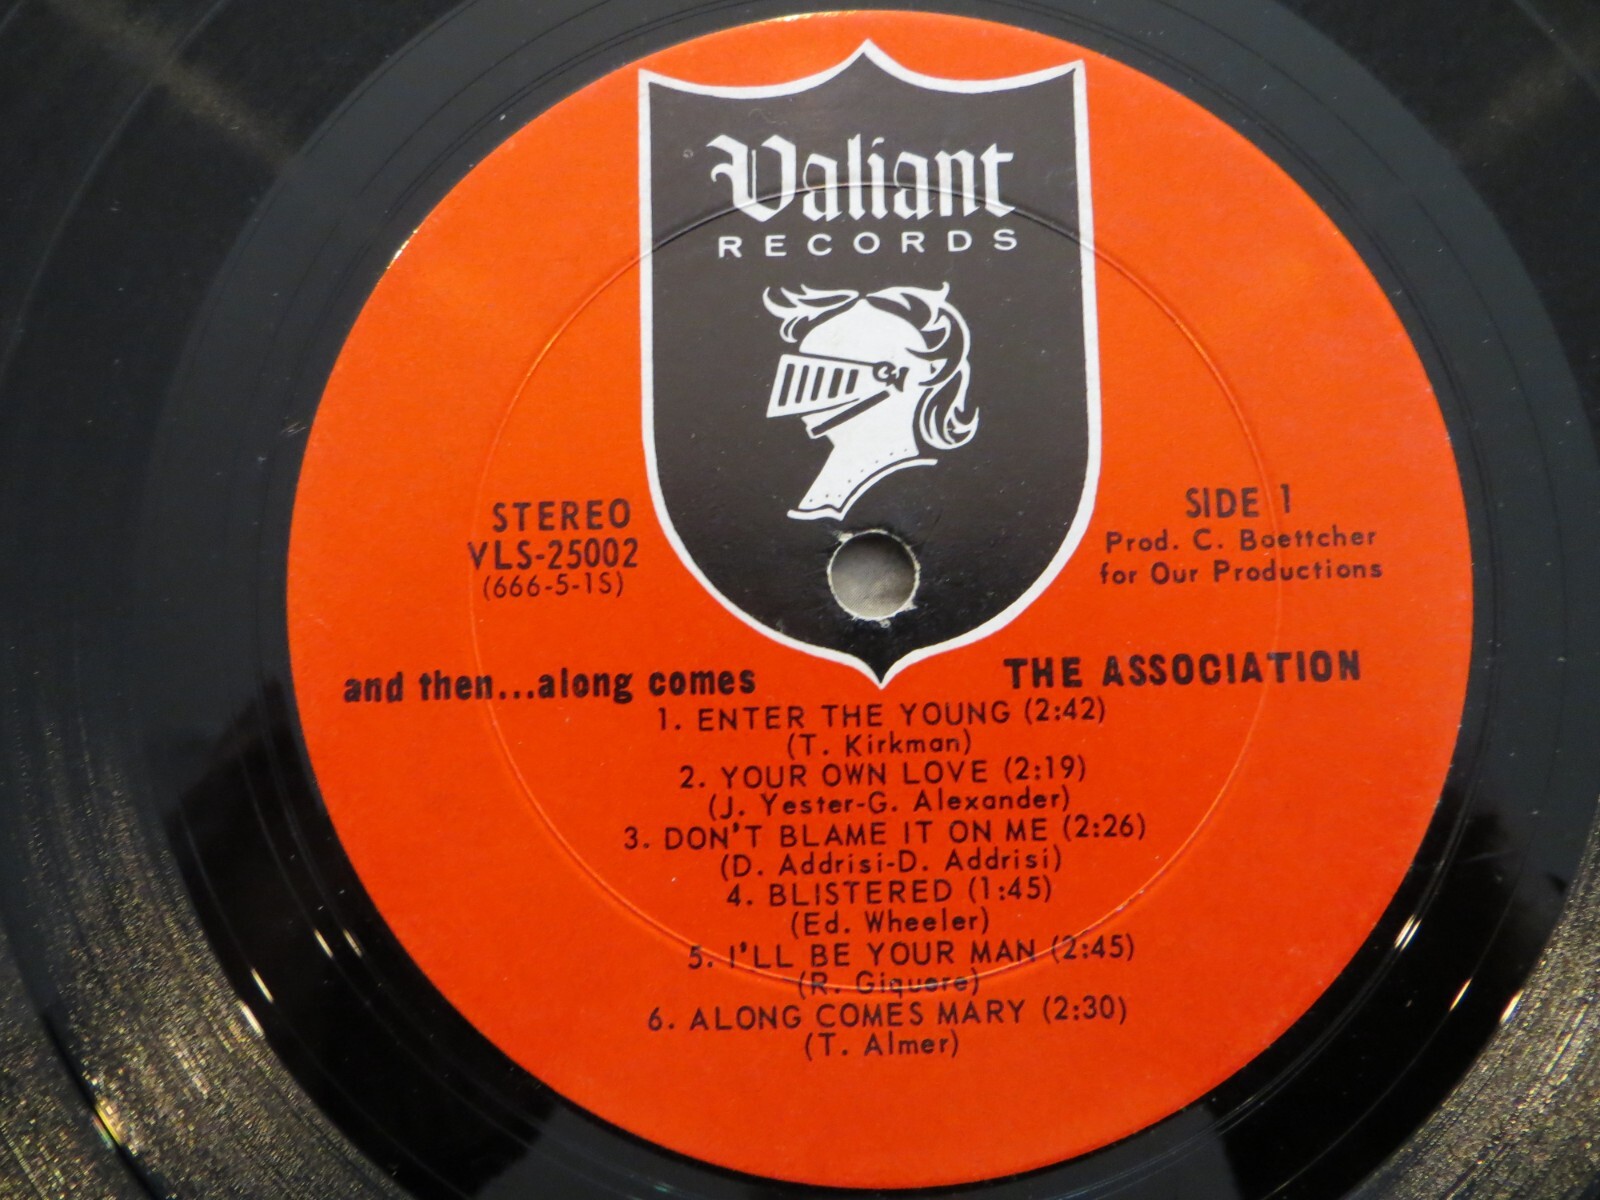 Valiant
RECORDS
STEREO
VLS-25002
(666-5-1S)
SIDE 1
Prod. C. Boettcher
for Our Productions
and then...along comes
THE ASSOCIATION
1. ENTER THE YOUNG (2:42)
(T. Kirkman)
2. YOUR OWN LOVE (2:19)
(J. Yester-G. Alexander)
3. DON'T BLAME IT ON ME (2:26)
(D. Addrisi-D. Addrisi)
4. BLISTERED (1:45)
(Ed. Wheeler)
5. I'LL BE YOUR MAN (2:45)
(R. Giquere)
6. ALONG COMES MARY (2:30)
(T. Almer)